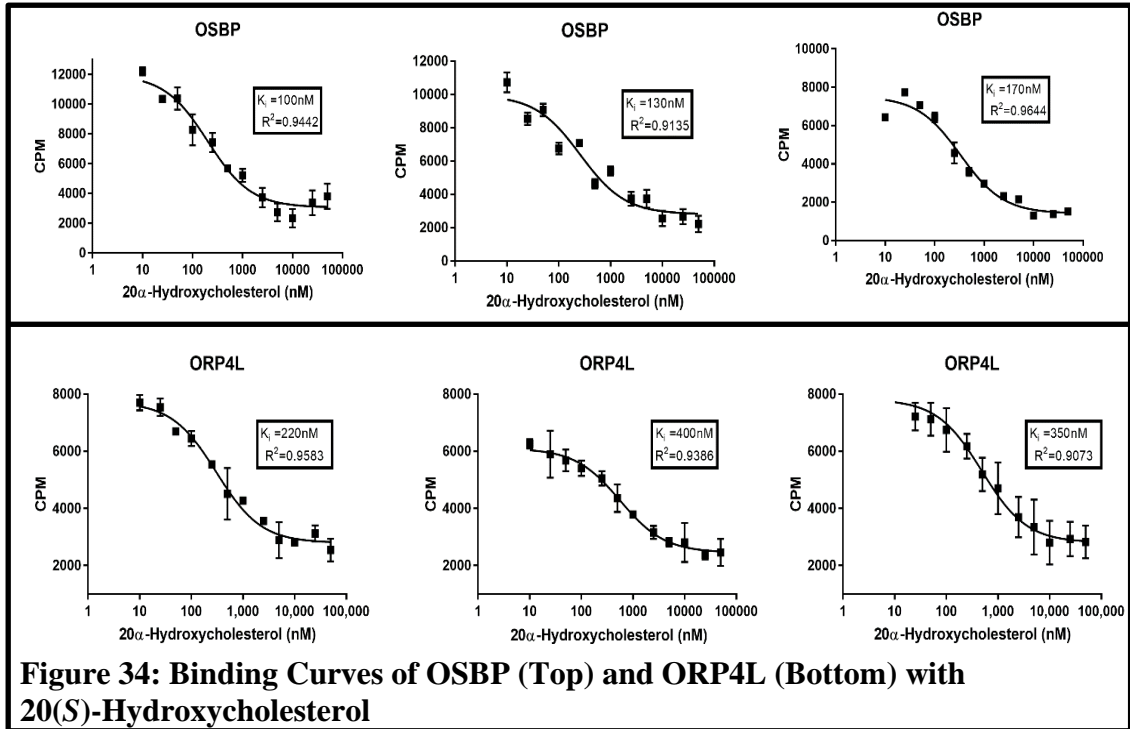 OSBP
12000
10000
8000
6000
4000
2000
0
CPM
Kᵢ =100nM
R²=0.9442
1 10 100 1000 10000 100000
20α-Hydroxycholesterol (nM)
OSBP
12000
10000
8000
6000
4000
2000
0
CPM
Kᵢ =130nM
R²=0.9135
1 10 100 1000 10000 100000
20α-Hydroxycholesterol (nM)
OSBP
10000
8000
6000
4000
2000
0
CPM
Kᵢ =170nM
R²=0.9644
1 10 100 1000 10000 100000
20α-Hydroxycholesterol (nM)
ORP4L
8000
6000
4000
2000
CPM
Kᵢ =220nM
R²=0.9583
1 10 100 1,000 10,000 100,000
20α-Hydroxycholesterol (nM)
ORP4L
8000
6000
4000
2000
CPM
Kᵢ =400nM
R²=0.9386
1 10 100 1000 10000 100000
20α-Hydroxycholesterol (nM)
ORP4L
8000
6000
4000
2000
CPM
Kᵢ =350nM
R²=0.9073
1 10 100 1,000 10,000 100,000
20α-Hydroxycholesterol (nM)
Figure 34: Binding Curves of OSBP (Top) and ORP4L (Bottom) with
20(S)-Hydroxycholesterol